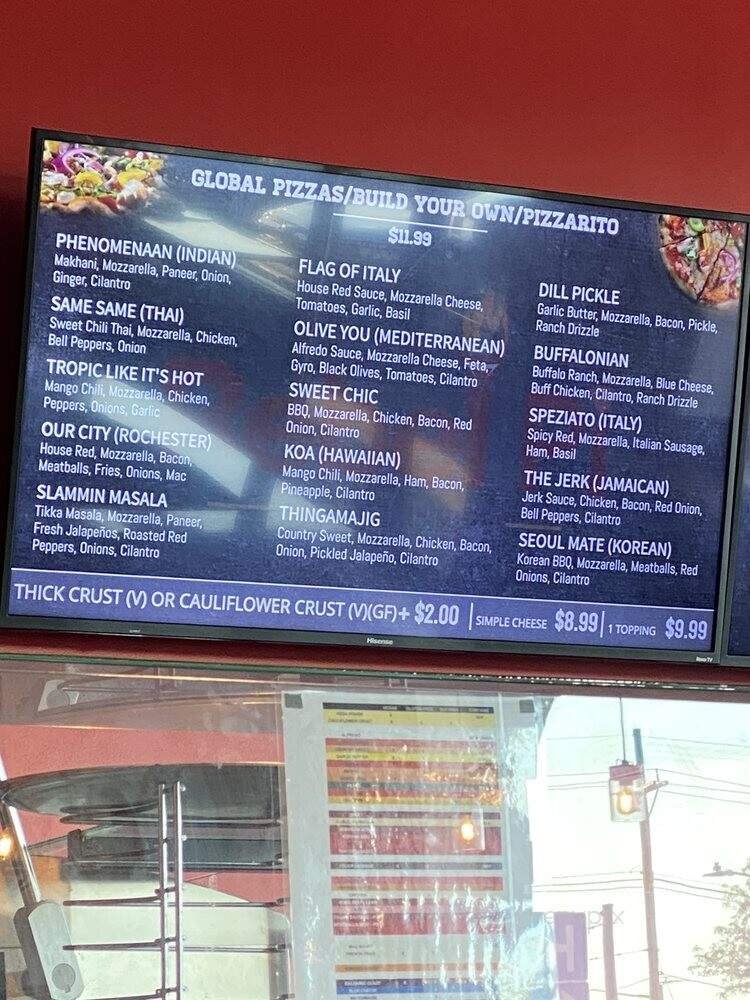 GLOBAL PIZZAS/BUILD YOUR OWN/PIZZARITO
$11.99
PHENOMENAAN (INDIAN)
Makhani, Mozzarella, Paneer, Onion,
Ginger, Cilantro
SAME SAME (THAI)
Sweet Chili Thai, Mozzarella, Chicken,
Bell Peppers, Onion
TROPIC LIKE IT'S HOT
Mango Chili, Mozzarella, Chicken,
Peppers, Onions, Garlic
OUR CITY (ROCHESTER)
House Red, Mozzarella, Bacon,
Meatballs, Fries, Onions, Mac
SLAMMIN MASALA
Tikka Masala, Mozzarella, Paneer,
Fresh Jalapeños, Roasted Red
Peppers, Onions, Cilantro
FLAG OF ITALY
House Red Sauce, Mozzarella Cheese,
Tomatoes, Garlic, Basil
OLIVE YOU (MEDITERRANEAN)
Alfredo Sauce, Mozzarella Cheese, Feta,
Gyro, Black Olives, Tomatoes, Cilantro
SWEET CHIC
BBQ, Mozzarella, Chicken, Bacon, Red
Onion, Cilantro
KOA (HAWAIIAN)
Mango Chili, Mozzarella, Ham, Bacon,
Pineapple, Cilantro
THINGAMAJIG
Country Sweet, Mozzarella, Chicken, Bacon,
Onion, Pickled Jalapeño, Cilantro
DILL PICKLE
Garlic Butter, Mozzarella, Bacon, Pickle,
Ranch Drizzle
BUFFALONIAN
Buffalo Ranch, Mozzarella, Blue Cheese,
Buff Chicken, Cilantro, Ranch Drizzle
SPEZIATO (ITALY)
Spicy Red, Mozzarella, Italian Sausage,
Ham, Basil
THE JERK (JAMAICAN)
Jerk Sauce, Chicken, Bacon, Red Onion,
Bell Peppers, Cilantro
SEOUL MATE (KOREAN)
Korean BBQ, Mozzarella, Meatballs, Red
Onions, Cilantro
THICK CRUST (V) OR CAULIFLOWER CRUST (V)(GF)+ $2.00
SIMPLE CHEESE $8.99
1 TOPPING $9.99
Hisense
Roku TV